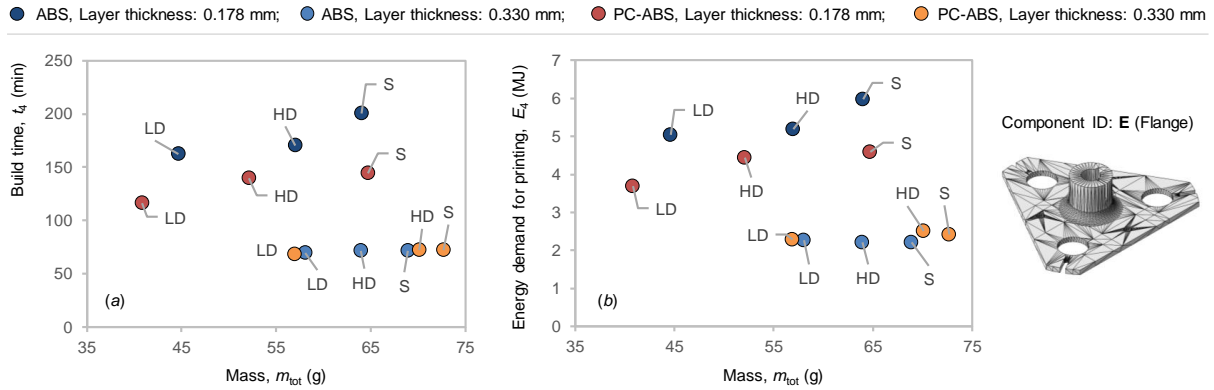 ABS, Layer thickness: 0.178 mm; ABS, Layer thickness: 0.330 mm; PC-ABS, Layer thickness: 0.178 mm; PC-ABS, Layer thickness: 0.330 mm
Build time, t4 (min)
250
200
150
100
50
0
35 45 55 65 75
Mass, mtot (g)
(a)
LD
HD
S
LD
HD
S
LD
LD
HD
S
HD
S
Energy demand for printing, E4 (MJ)
7
6
5
4
3
2
1
0
35 45 55 65 75
Mass, mtot (g)
(b)
LD
HD
S
LD
HD
S
LD
LD
HD
S
HD
S
Component ID: E (Flange)